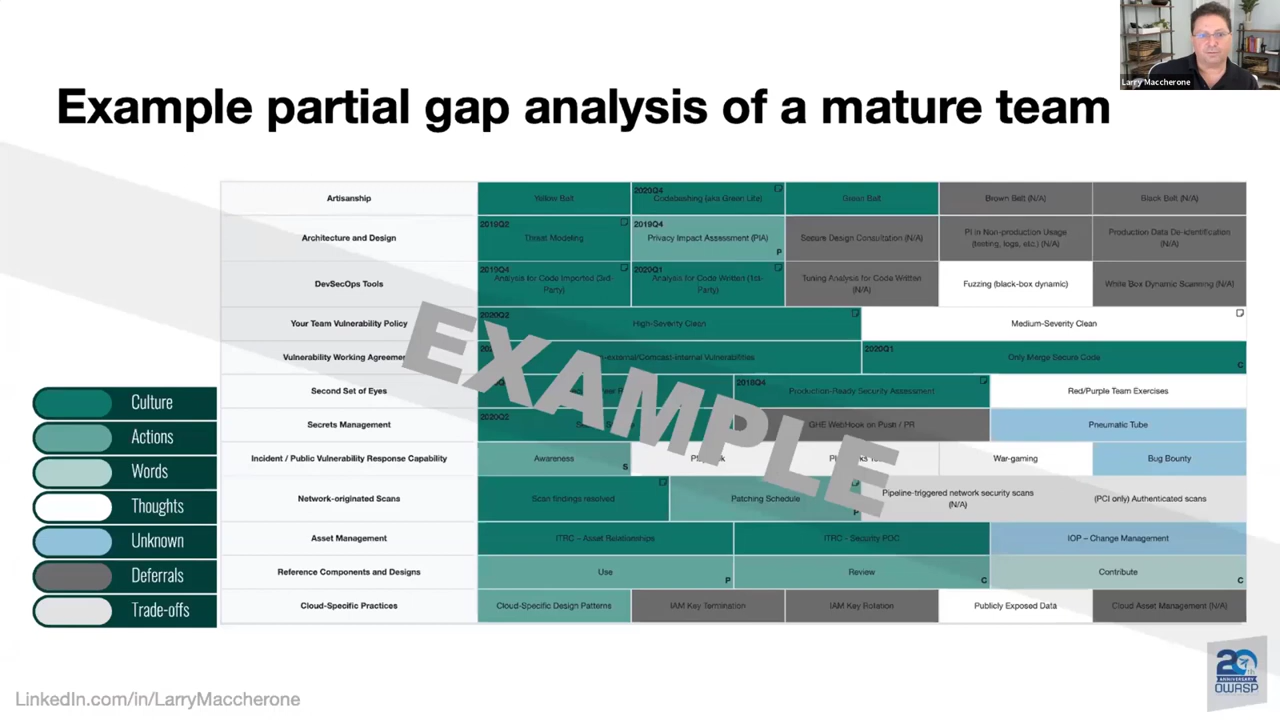 Larry Maccherone
Example partial gap analysis of a mature team
Artisanship
Yellow Belt
2020Q4
Codebashing (aka Green Lite)
Green Belt
Brown Belt (N/A)
Black Belt (N/A)
Architecture and Design
2019Q2
Threat Modeling
2019Q4
Privacy Impact Assessment (PIA)
P
Secure Design Consultation (N/A)
PI in Non-production Usage
(testing, logs, etc.) (N/A)
Production Data De-identification
(N/A)
DevSecOps Tools
2019Q4
Analysis for Code Imported (3rd-
Party)
2020Q1
Analysis for Code Written (1st-
Party)
Tuning Analysis for Code Written
(N/A)
Fuzzing (black-box dynamic)
White Box Dynamic Scanning (N/A)
Your Team Vulnerability Policy
2020Q2
High-Severity Clean
Medium-Severity Clean
Vulnerability Working Agreement
-external/Comcast-internal Vulnerabilities
2020Q1
Only Merge Secure Code
C
Second Set of Eyes
2018Q4
Production-Ready Security Assessment
Red/Purple Team Exercises
Secrets Management
2020Q2
GHE WebHook on Push / PR
Pneumatic Tube
Incident / Public Vulnerability Response Capability
Awareness
S
War-gaming
Bug Bounty
Network-originated Scans
Scan findings resolved
Patching Schedule
Pipeline-triggered network security scans
(N/A)
(PCI only) Authenticated scans
Asset Management
ITRC - Asset Relationships
ITRC - Security POC
IOP – Change Management
Reference Components and Designs
Use
P
Review
C
Contribute
C
Cloud-Specific Practices
Cloud-Specific Design Patterns
IAM Key Termination
IAM Key Rotation
Publicly Exposed Data
Cloud Asset Management (N/A)
EXAMPLE
Culture
Actions
Words
Thoughts
Unknown
Deferrals
Trade-offs
LinkedIn.com/in/LarryMaccherone
20th
ANNIVERSARY
OWASP